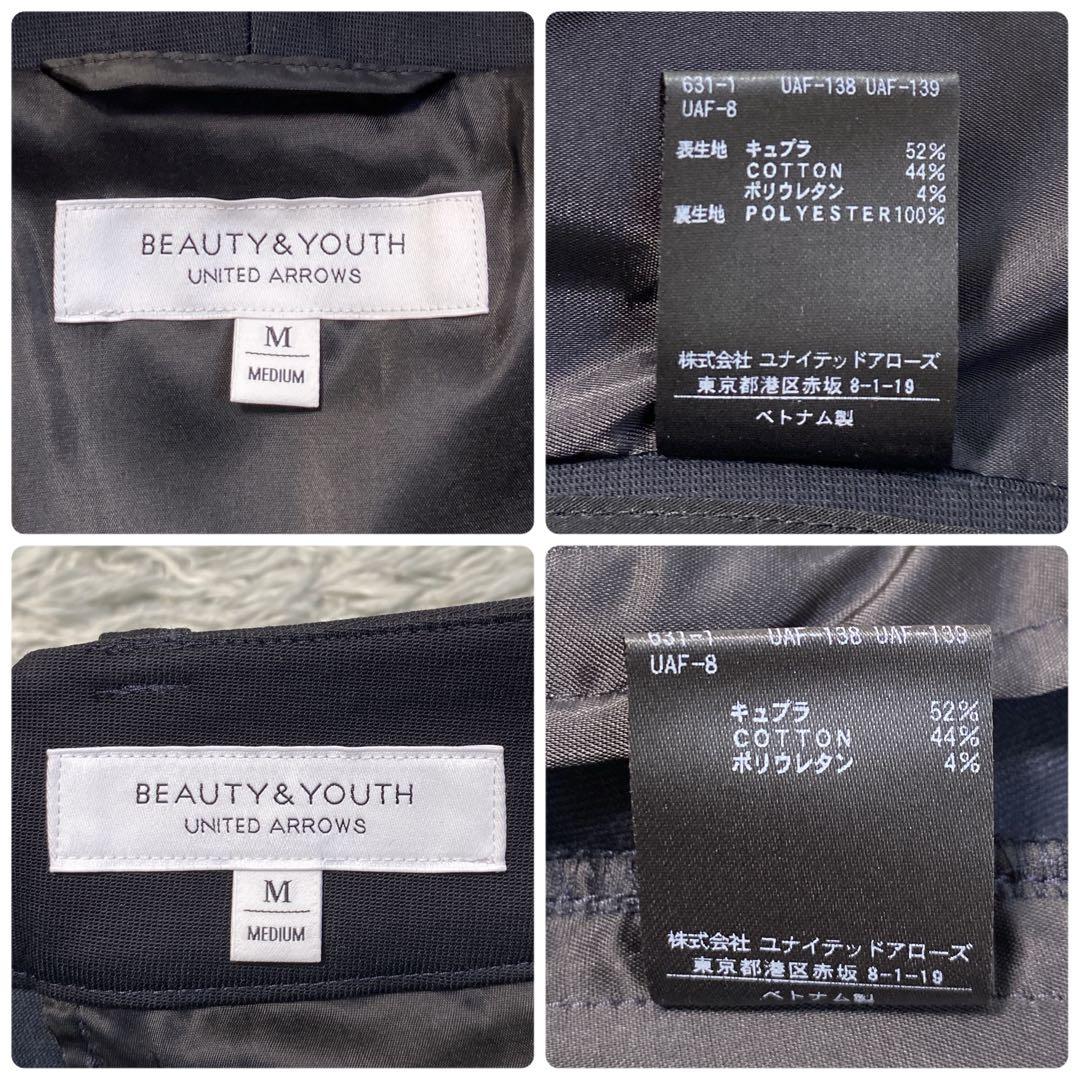 BEAUTY&YOUTH
UNITED ARROWS
M
MEDIUM
631-1 UAF-138 UAF-139
UAF-8
表生地 キュプラ 52%
COTTON 44%
ポリウレタン 4%
裏生地 POLYESTER100%
株式会社 ユナイテッドアローズ
東京都港区赤坂 8-1-19
ベトナム製
BEAUTY&YOUTH
UNITED ARROWS
M
MEDIUM
631-1 UAF-138 UAF-139
UAF-8
キュプラ 52%
COTTON 44%
ポリウレタン 4%
株式会社 ユナイテッドアローズ
東京都港区赤坂 8-1-19
ベトナム製